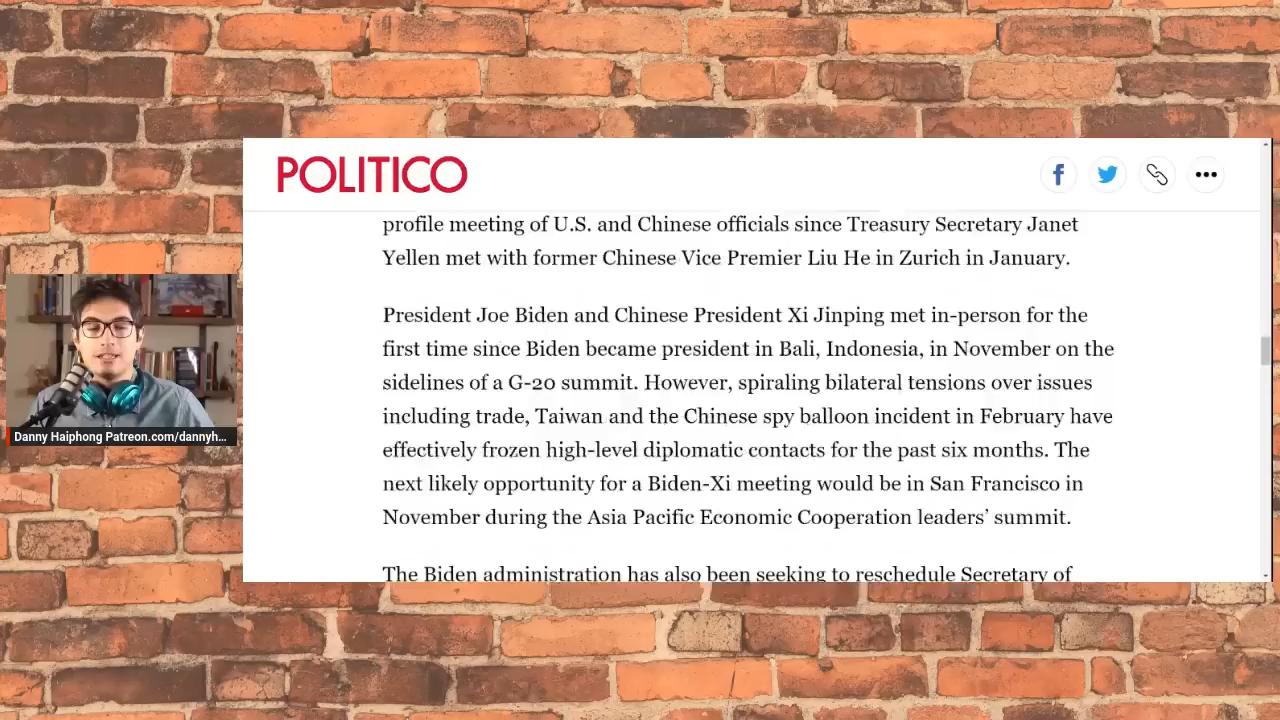 POLITICO
profile meeting of U.S. and Chinese officials since Treasury Secretary Janet
Yellen met with former Chinese Vice Premier Liu He in Zurich in January.
President Joe Biden and Chinese President Xi Jinping met in-person for the
first time since Biden became president in Bali, Indonesia, in November on the
sidelines of a G-20 summit. However, spiraling bilateral tensions over issues
including trade, Taiwan and the Chinese spy balloon incident in February have
effectively frozen high-level diplomatic contacts for the past six months. The
next likely opportunity for a Biden-Xi meeting would be in San Francisco in
November during the Asia Pacific Economic Cooperation leaders’ summit.
The Biden administration has also been seeking to reschedule Secretary of
Danny Haiphong Patreon.com/dannyh...